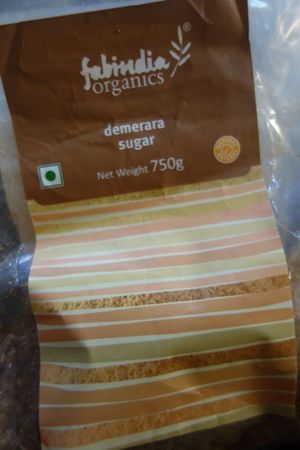 fabindia
organics
demerara
sugar
Net Weight 750g